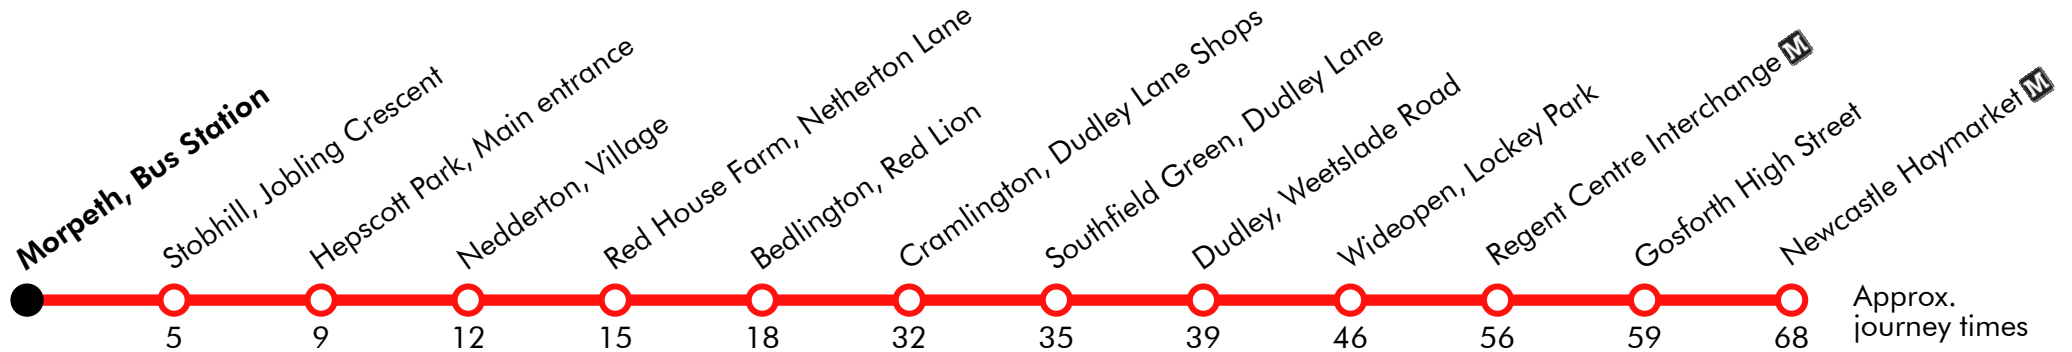 Morpeth, Bus Station
Stobhill, Jobling Crescent
Hepscott Park, Main entrance
Nedderton, Village
Red House Farm, Netherton Lane
Bedlington, Red Lion
Cramlington, Dudley Lane Shops
Southfield Green, Dudley Lane
Dudley, Weetslade Road
Wideopen, Lockey Park
Regent Centre Interchange M
Gosforth High Street
Newcastle Haymarket M
5 9 12 15 18 32 35 39 46 56 59 68
Approx.
journey times